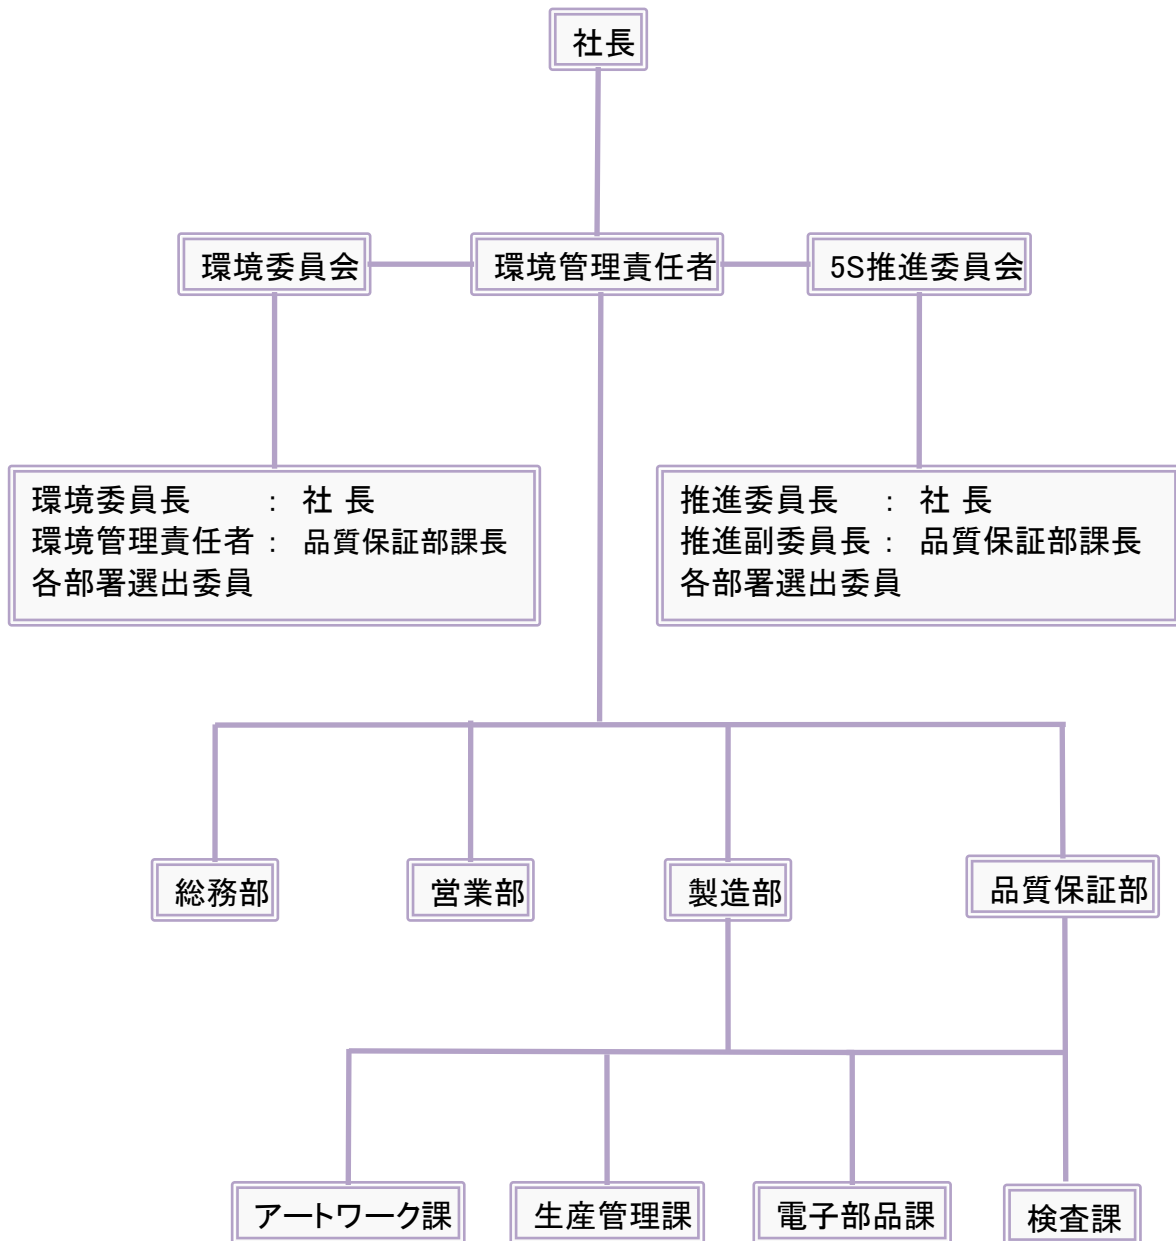 社長
環境委員会
環境管理責任者
5S推進委員会
環境委員長 : 社 長
環境管理責任者 : 品質保証部課長
各部署選出委員
推進委員長 : 社 長
推進副委員長 : 品質保証部課長
各部署選出委員
総務部
営業部
製造部
品質保証部
アートワーク課
生産管理課
電子部品課
検査課